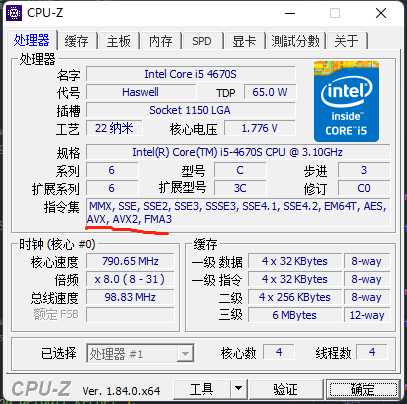 CPU-Z
处理器 缓存 主板 内存 SPD 显卡 測試分數 关于
处理器
名字 Intel Core i5 4670S
代号 Haswell TDP 65.0 W
插槽 Socket 1150 LGA
工艺 22 纳米 核心电压 1.776 V
intel inside™ CORE™ i5
规格 Intel(R) Core(TM) i5-4670S CPU @ 3.10GHz
系列 6 型号 C 步进 3
扩展系列 6 扩展型号 3C 修订 C0
指令集 MMX, SSE, SSE2, SSE3, SSSE3, SSE4.1, SSE4.2, EM64T, AES,
AVX, AVX2, FMA3
时钟 (核心 #0)
核心速度 790.65 MHz
倍频 x 8.0 (8 - 31)
总线速度 98.83 MHz
额定 FSB
缓存
一级 数据 4 x 32 KBytes 8-way
一级 指令 4 x 32 KBytes 8-way
二级 4 x 256 KBytes 8-way
三级 6 MBytes 12-way
已选择 处理器 #1 核心数 4 线程数 4
CPU-Z Ver. 1.84.0.x64 工具 验证 确定